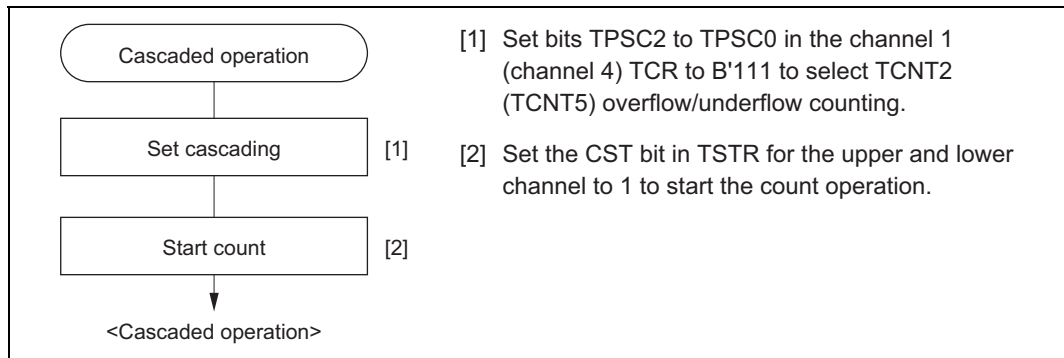 Cascaded operation
Set cascading
[1]
Start count
[2]
<Cascaded operation>
[1] Set bits TPSC2 to TPSC0 in the channel 1
(channel 4) TCR to B'111 to select TCNT2
(TCNT5) overflow/underflow counting.
[2] Set the CST bit in TSTR for the upper and lower
channel to 1 to start the count operation.